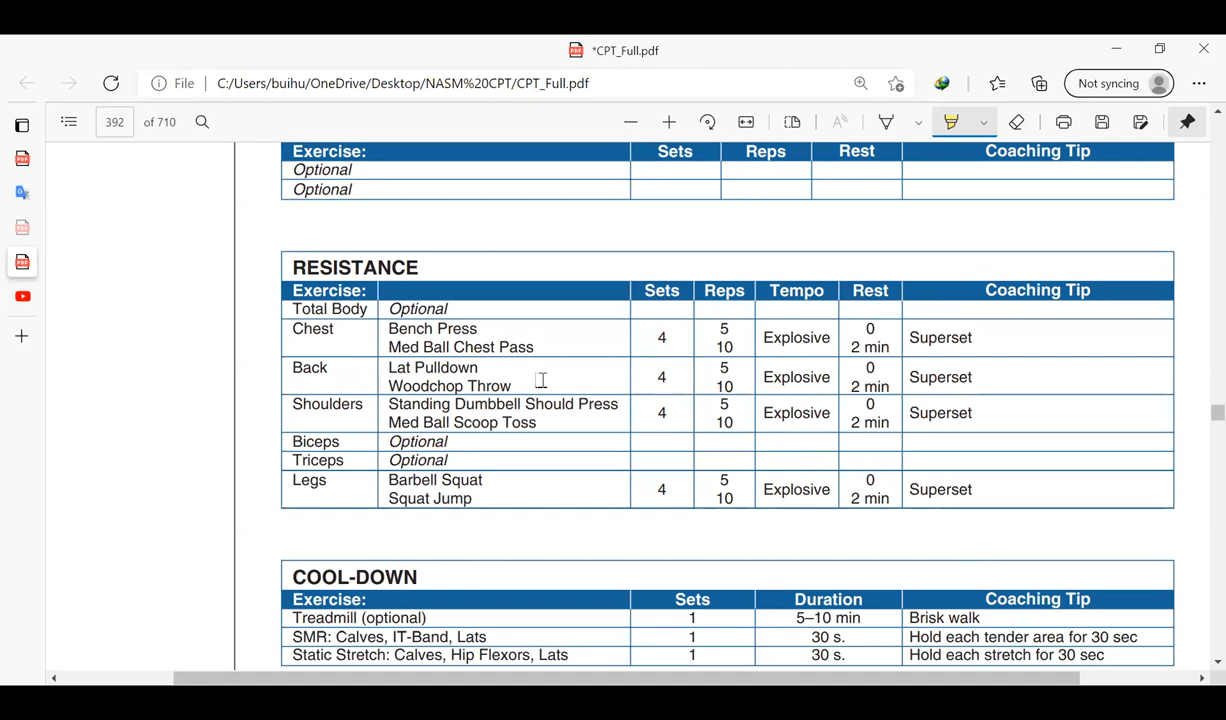 *CPT_Full.pdf
File C:/Users/buihu/OneDrive/Desktop/NASM%20CPT/CPT_Full.pdf Not syncing
392 of 710
Exercise: Sets Reps Rest Coaching Tip
Optional
Optional
RESISTANCE
Exercise: Sets Reps Tempo Rest Coaching Tip
Total Body Optional
Chest Bench Press 4 5 Explosive 0 Superset
Med Ball Chest Pass 10 2 min
Back Lat Pulldown 4 5 Explosive 0 Superset
Woodchop Throw 10 2 min
Shoulders Standing Dumbbell Should Press 4 5 Explosive 0 Superset
Med Ball Scoop Toss 10 2 min
Biceps Optional
Triceps Optional
Legs Barbell Squat 4 5 Explosive 0 Superset
Squat Jump 10 2 min
COOL-DOWN
Exercise: Sets Duration Coaching Tip
Treadmill (optional) 1 5–10 min Brisk walk
SMR: Calves, IT-Band, Lats 1 30 s. Hold each tender area for 30 sec
Static Stretch: Calves, Hip Flexors, Lats 1 30 s. Hold each stretch for 30 sec